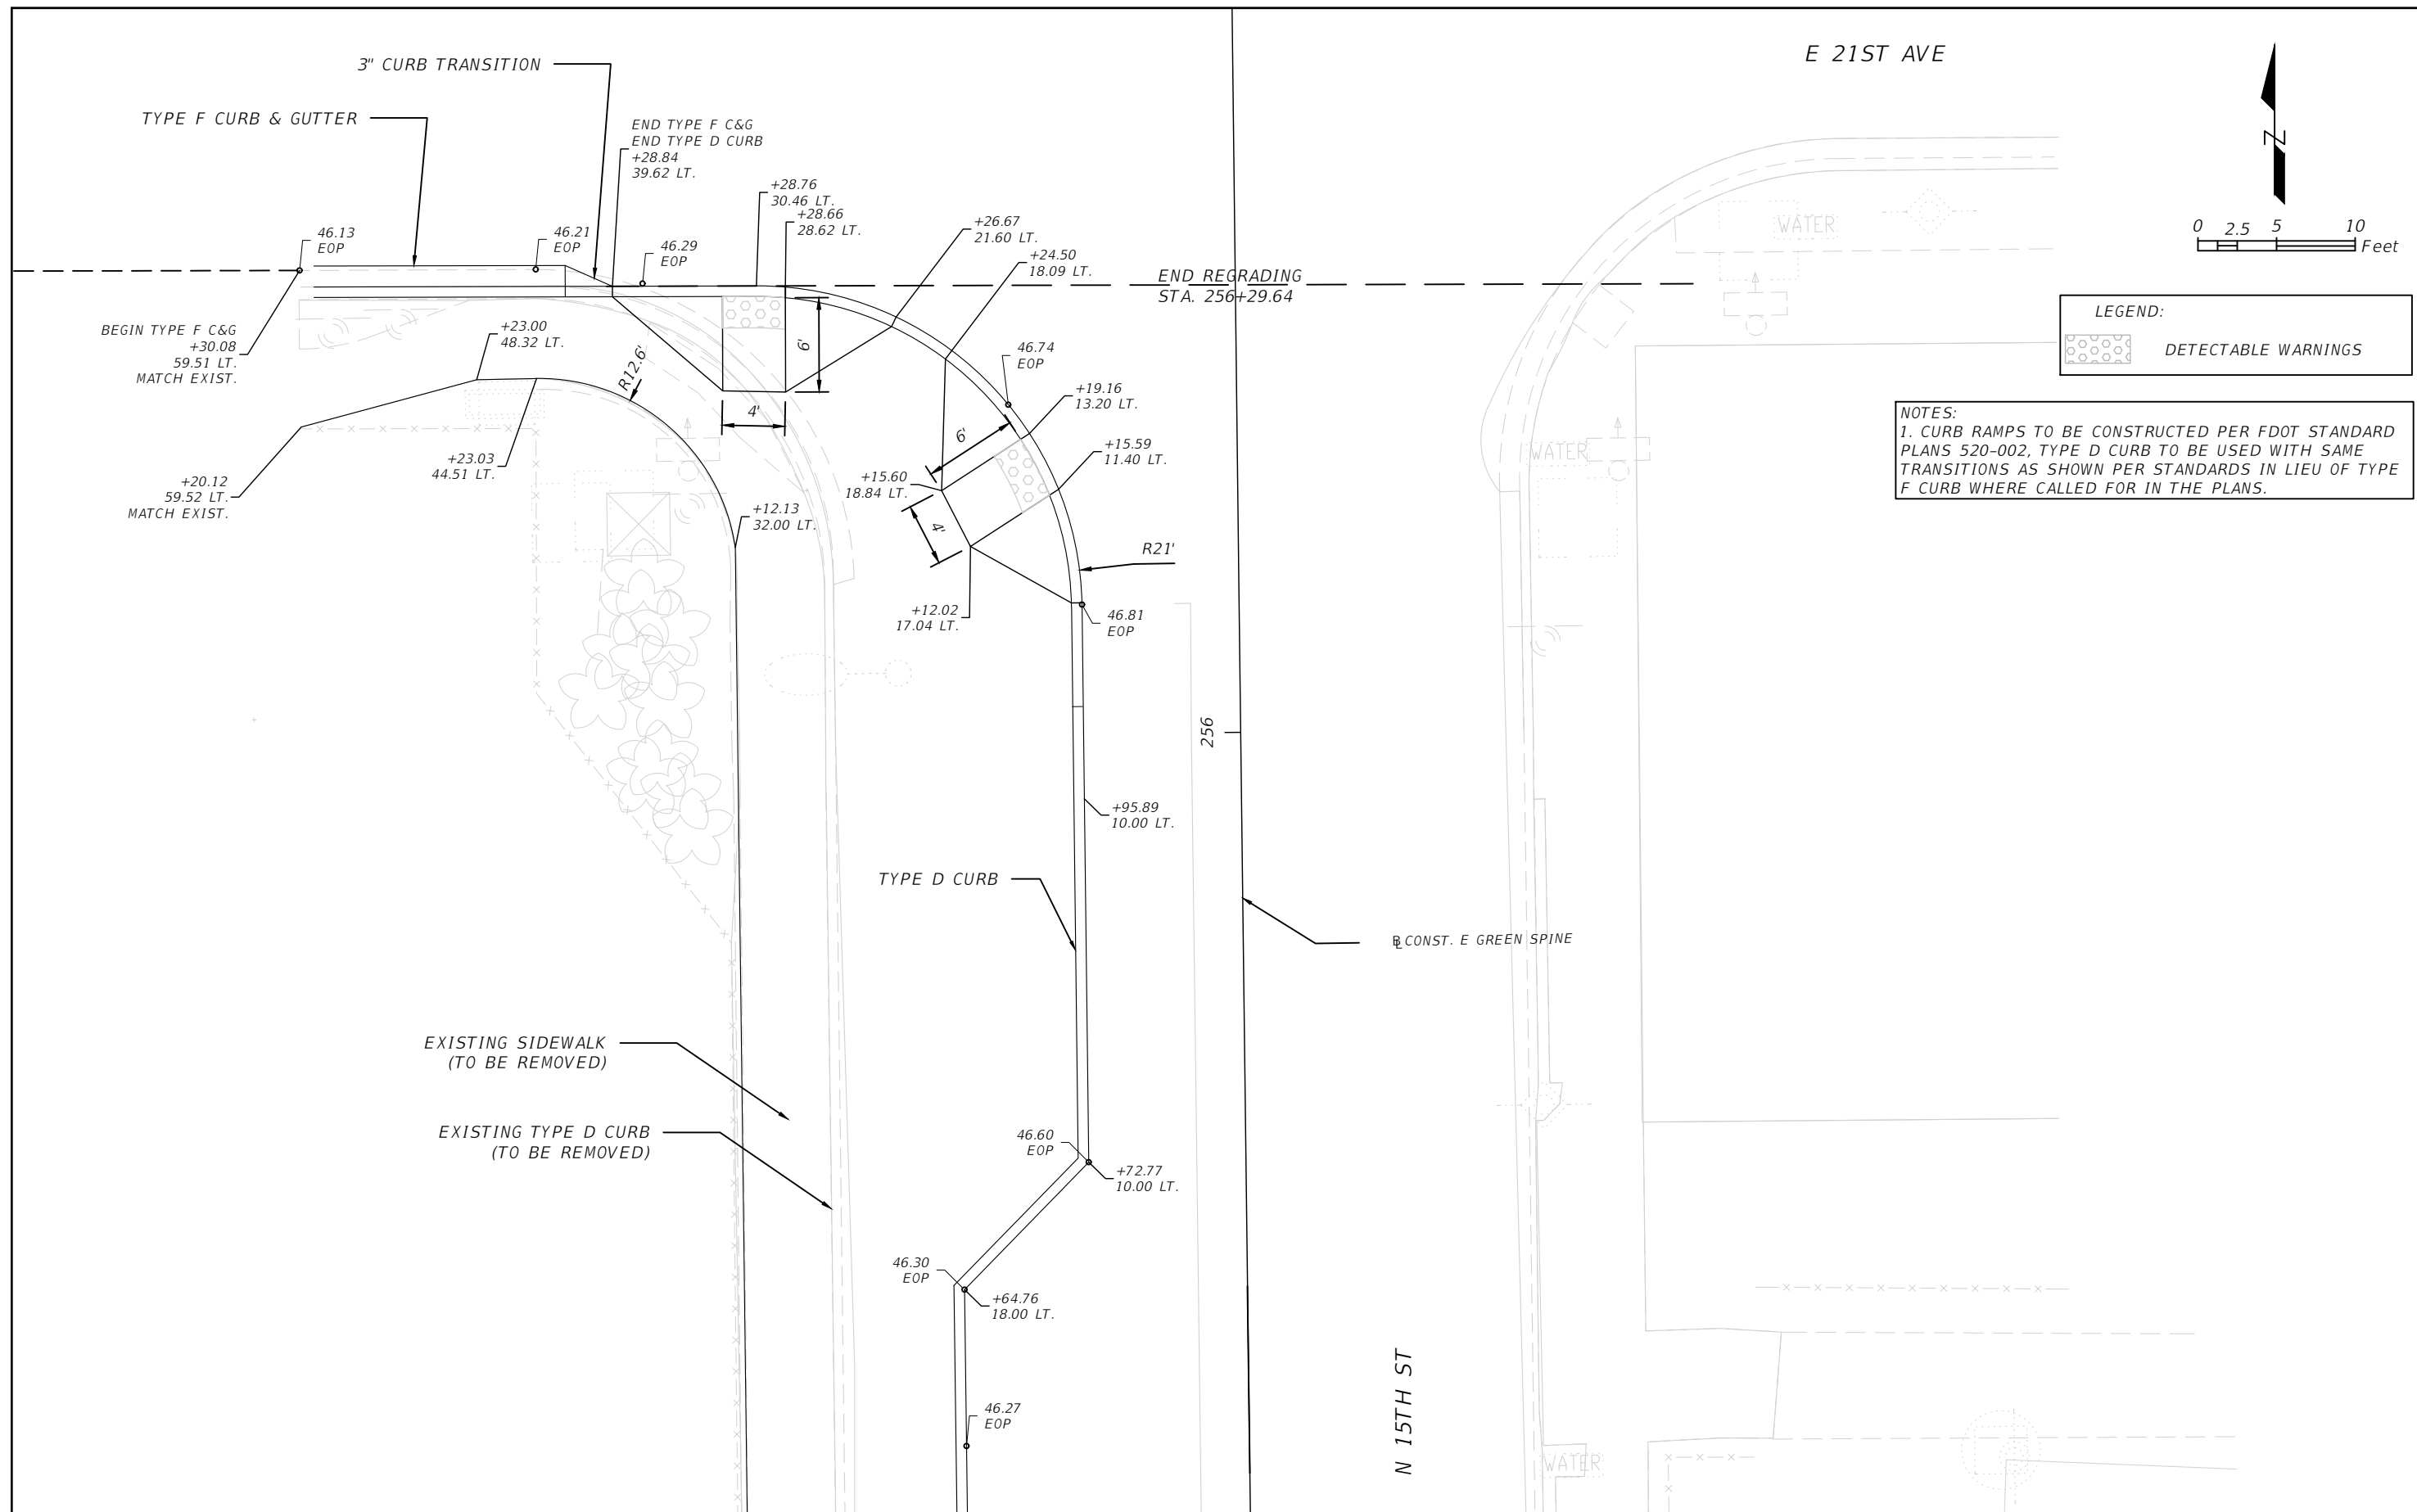 E 21ST AVE
3" CURB TRANSITION
TYPE F CURB & GUTTER
END TYPE F C&G
END TYPE D CURB
+28.84
39.62 LT.
+28.76
30.46 LT.
+28.66
28.62 LT.
+26.67
21.60 LT.
+24.50
18.09 LT.
46.13
EOP
46.21
EOP
46.29
EOP
END REGRADING
STA. 256+29.64
N
0 2.5 5 10
Feet
WATER
LEGEND:
DETECTABLE WARNINGS
BEGIN TYPE F C&G
+30.08
59.51 LT.
MATCH EXIST.
+23.00
48.32 LT.
R12.6'
6'
4'
46.74
EOP
+19.16
13.20 LT.
NOTES:
1. CURB RAMPS TO BE CONSTRUCTED PER FDOT STANDARD
PLANS 520-002, TYPE D CURB TO BE USED WITH SAME
TRANSITIONS AS SHOWN PER STANDARDS IN LIEU OF TYPE
F CURB WHERE CALLED FOR IN THE PLANS.
6'
+15.59
11.40 LT.
WATER
+23.03
44.51 LT.
+20.12
59.52 LT.
MATCH EXIST.
+15.60
18.84 LT.
+12.13
32.00 LT.
4'
R21'
+12.02
17.04 LT.
46.81
EOP
256
+95.89
10.00 LT.
TYPE D CURB
BL CONST. E GREEN SPINE
EXISTING SIDEWALK
(TO BE REMOVED)
EXISTING TYPE D CURB
(TO BE REMOVED)
46.60
EOP
+72.77
10.00 LT.
46.30
EOP
+64.76
18.00 LT.
46.27
EOP
N 15TH ST
WATER